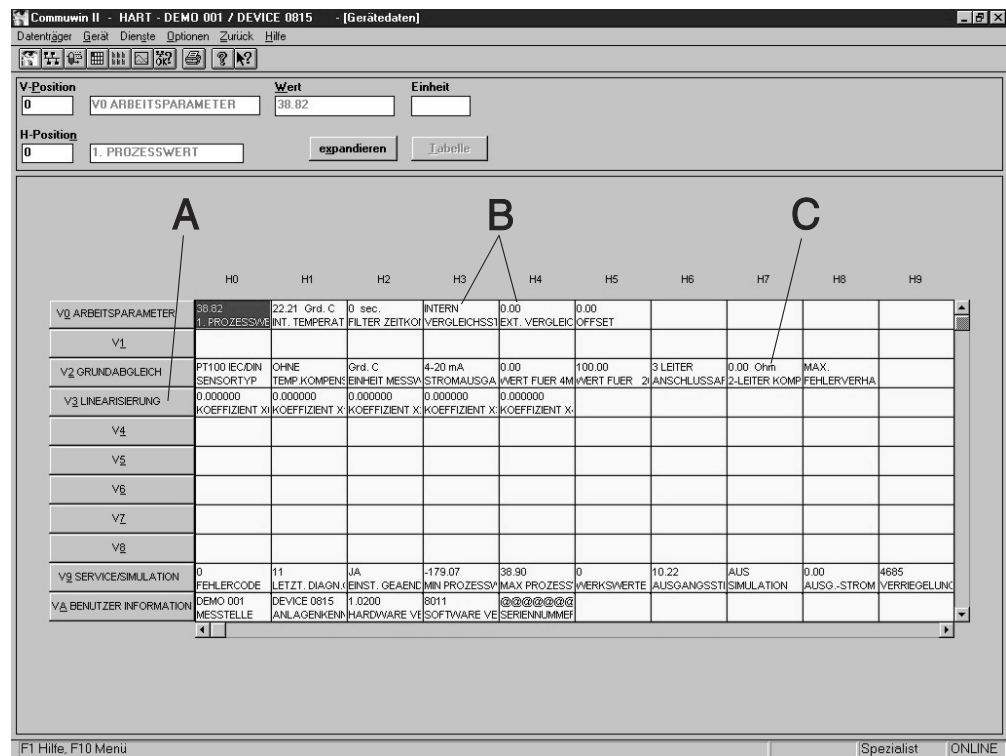 Commuwin II - HART - DEMO 001 / DEVICE 0815 - [Gerätedaten]
Datenträger Gerät Dienste Optionen Zurück Hilfe
V-Position Wert Einheit
0 V0 ARBEITSPARAMETER 38.82
H-Position
0 1. PROZESSWERT expandieren Tabelle
A B C
H0 H1 H2 H3 H4 H5 H6 H7 H8 H9
V0 ARBEITSPARAMETER
38.82 22.21 Grd. C 0 sec. INTERN 0.00 0.00
1. PROZESSWE INT. TEMPERAT FILTER ZEITKO VERGLEICHSST EXT. VERGLEIC OFFSET
V1
V2 GRUNDABGLEICH
PT100 IEC/DIN OHNE Grd. C 4-20 mA 0.00 100.00 3 LEITER 0.00 Ohm MAX.
SENSORTYP TEMP.KOMPENS EINHEIT MESSW STROMAUSGA WERT FUER 4M WERT FUER 2 ANSCHLUSSAR 2-LEITER KOMP FEHLERVERHA
V3 LINEARISIERUNG
0.000000 0.000000 0.000000 0.000000 0.000000
KOEFFIZIENT X KOEFFIZIENT X KOEFFIZIENT X KOEFFIZIENT X KOEFFIZIENT X
V4
V5
V6
V7
V8
V9 SERVICE/SIMULATION
0 11 JA -179.07 38.90 0 10.22 AUS 0.00 4685
FEHLERCODE LETZT. DIAGN. EINST. GEAEND MIN PROZESSW MAX PROZESS WERKSWERTE AUSGANGSSTI SIMULATION AUSG.-STROM VERRIEGELUNG
VA BENUTZER INFORMATION
DEMO 001 DEVICE 0815 1.0200 8011 @@@@@@@
MESSTELLE ANLAGENKENN HARDWARE VE SOFTWARE VE SERIENNUMMER
F1 Hilfe, F10 Menü Spezialist ONLINE